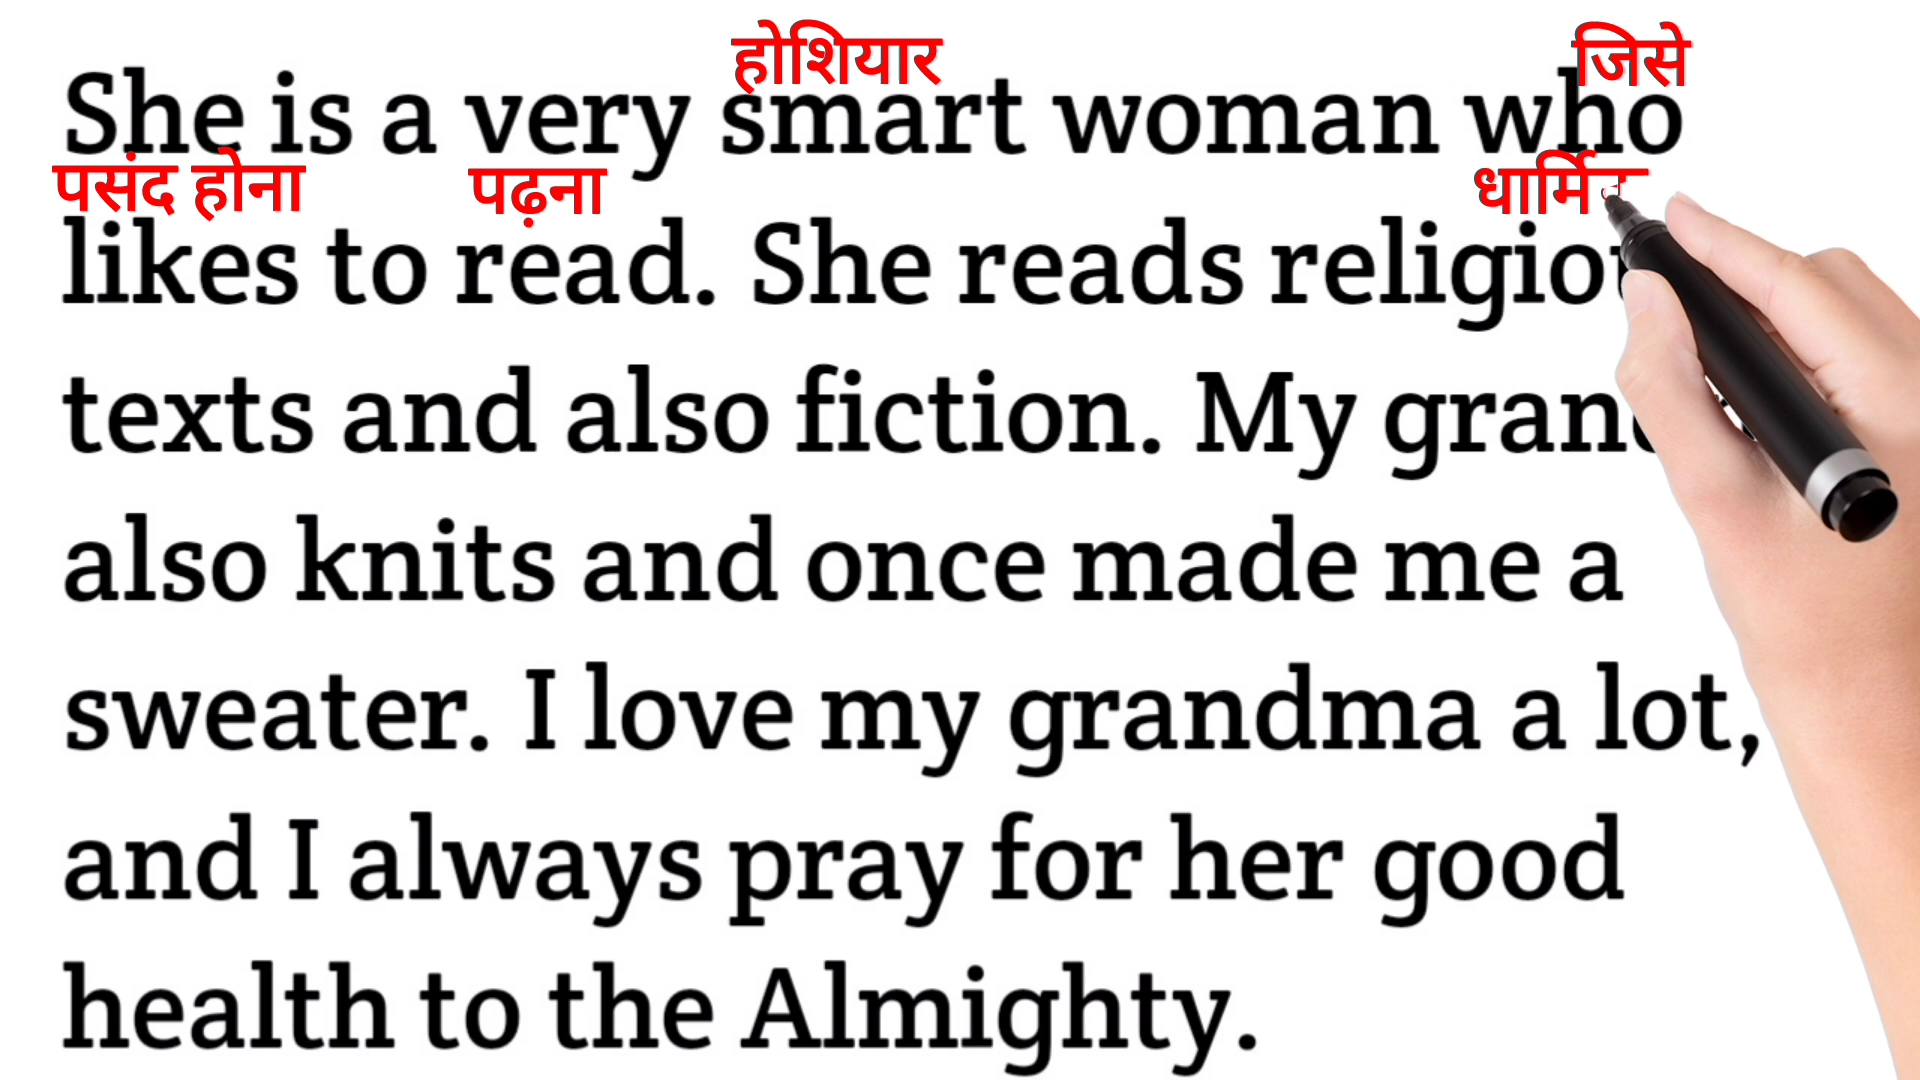 होशियार जिसे
She is a very smart woman who
पसंद होना पढ़ना
likes to read. She reads
texts and also fiction. My
also knits and once made me a
sweater. I love my grandma a lot,
and I always pray for her good
health to the Almighty.